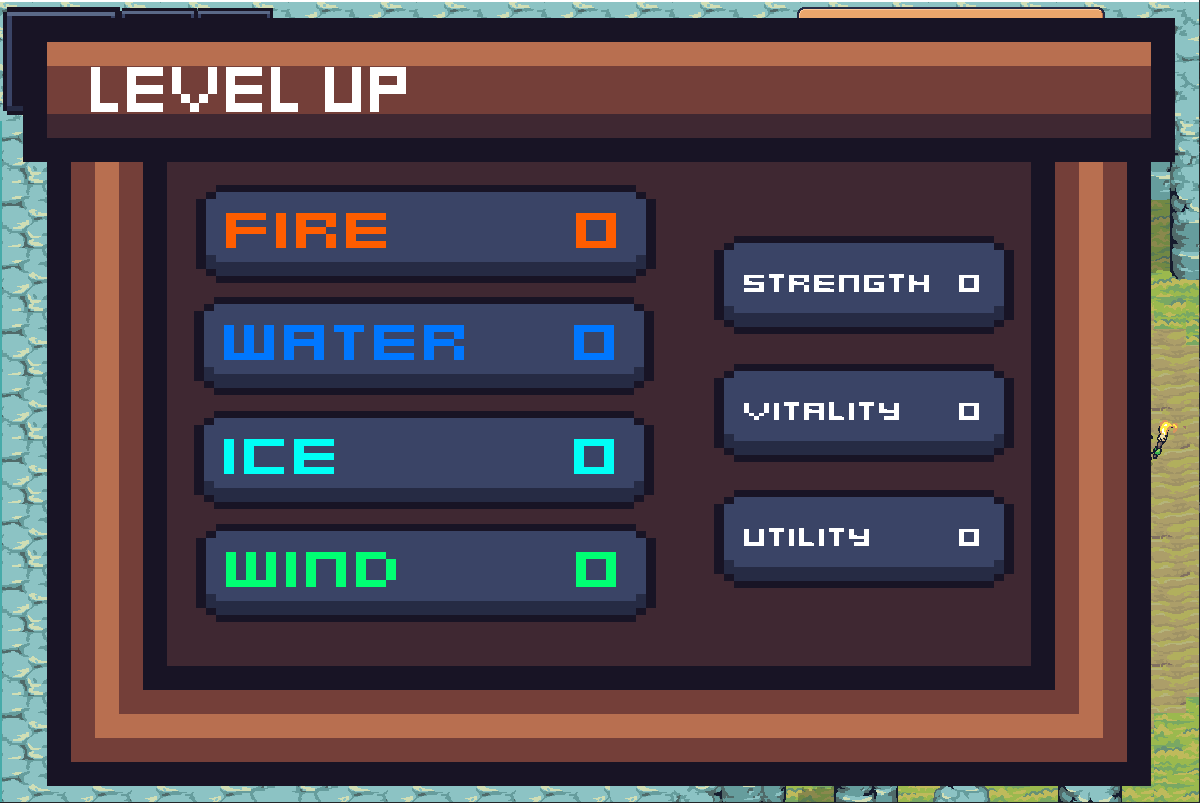 LEVEL UP
FIRE 0
WATER 0
ICE 0
WIND 0
STRENGTH 0
VITALITY 0
UTILITY 0